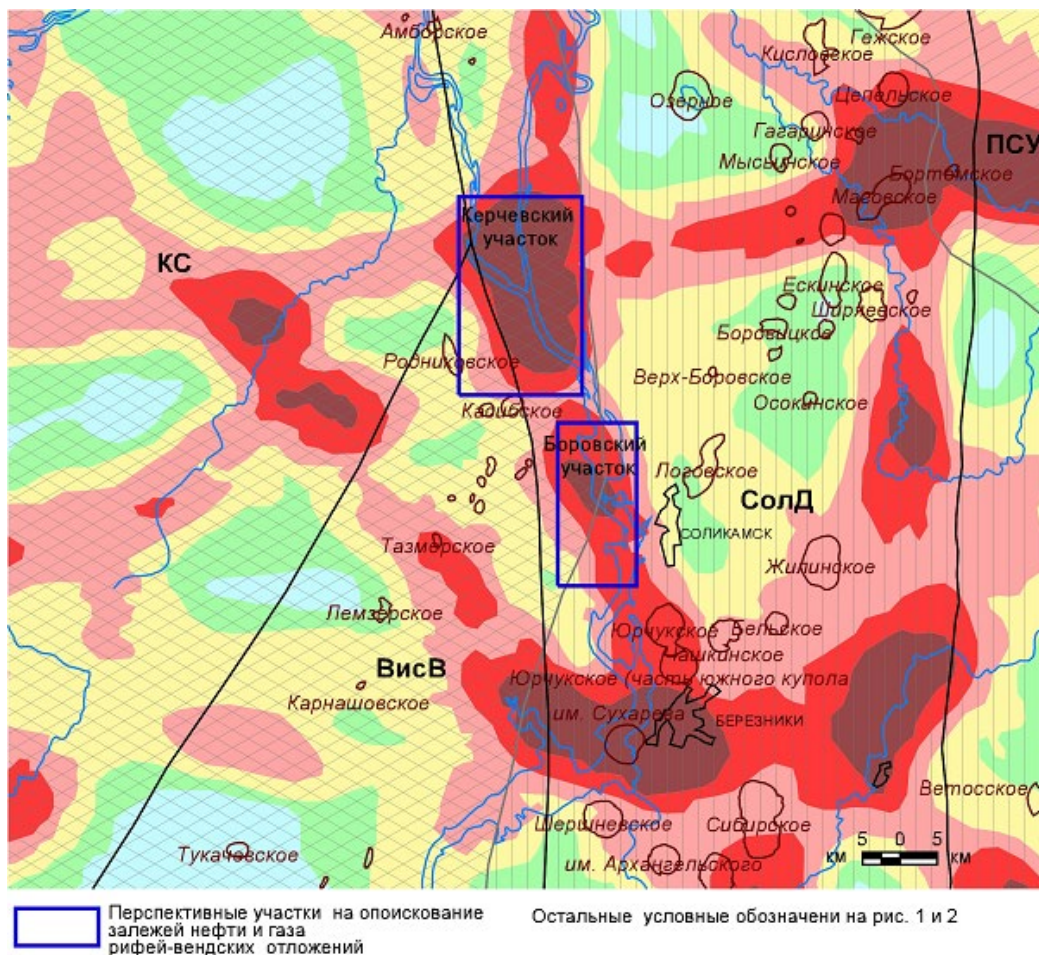 Амборское
Гежское
Кисловское
Озерное
Цепельское
Гагаринское
Мысьинское
ПСУ
Бортомское
Маговское
Керчевский
участок
КС
Ескинское
Ширяевское
Боровицкое
Родниковское
Верх-Боровское
Осокинское
Касибское
Боровский
участок
Логовское
СолД
СОЛИКАМСК
Тазмерское
Жилинское
Лемзерское
Юрчукское
Бельское
Чашкинское
ВисВ
Юрчукское (часть южного купола
Карнашовское
им. Сухарева
БЕРЕЗНИКИ
Ветосское
Шершневское
Сибирское
Тукачевское
им. Архангельского
5 0 5
км км
Перспективные участки на опоискование
залежей нефти и газа
рифей-вендских отложений
Остальные условные обозначени на рис. 1 и 2